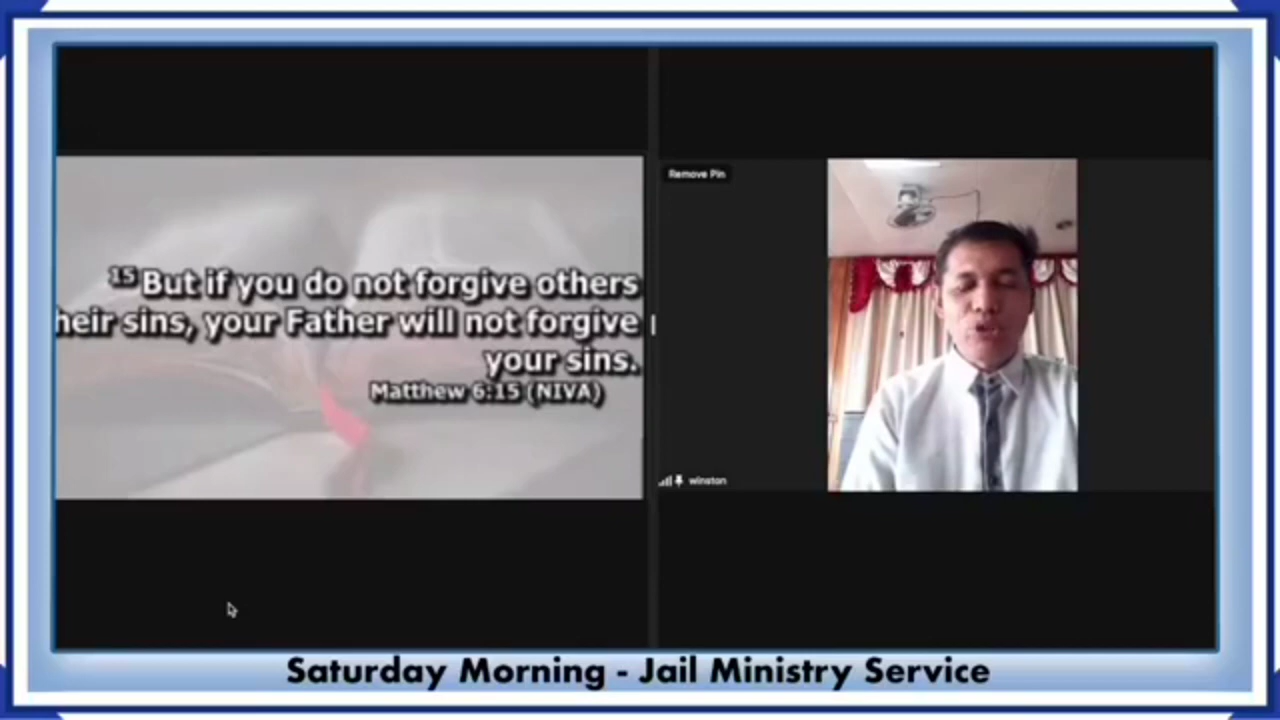 15 But if you do not forgive others
heir sins, your Father will not forgive
your sins.
Matthew 6:15 (NIVA)
Remove Pin
winston
Saturday Morning - Jail Ministry Service